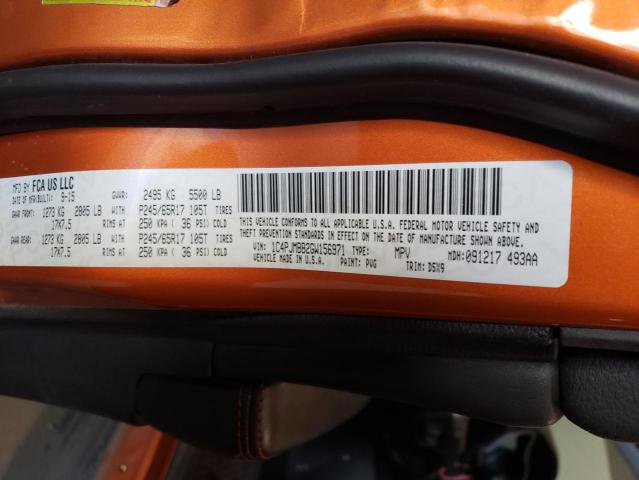 MFD BY FCA US LLC
DATE OF MFR(BUILT): 9-15 GVWR: 2495 KG 5500 LB
GAWR FRONT: 1273 KG 2805 LB WITH P245/65R17 105T TIRES
17X7.5 RIMS AT 250 KPA ( 36 PSI) COLD
GAWR REAR: 1273 KG 2805 LB WITH P245/65R17 105T TIRES
17X7.5 RIMS AT 250 KPA ( 36 PSI) COLD
THIS VEHICLE CONFORMS TO ALL APPLICABLE U.S.A. FEDERAL MOTOR VEHICLE SAFETY AND
THEFT PREVENTION STANDARDS IN EFFECT ON THE DATE OF MANUFACTURE SHOWN ABOVE.
VIN: 1C4PJMBB2GW156971 TYPE: MPV MDH: 091217 493AA
VEHICLE MADE IN U.S.A. PAINT: PVG TRIM: DSX9